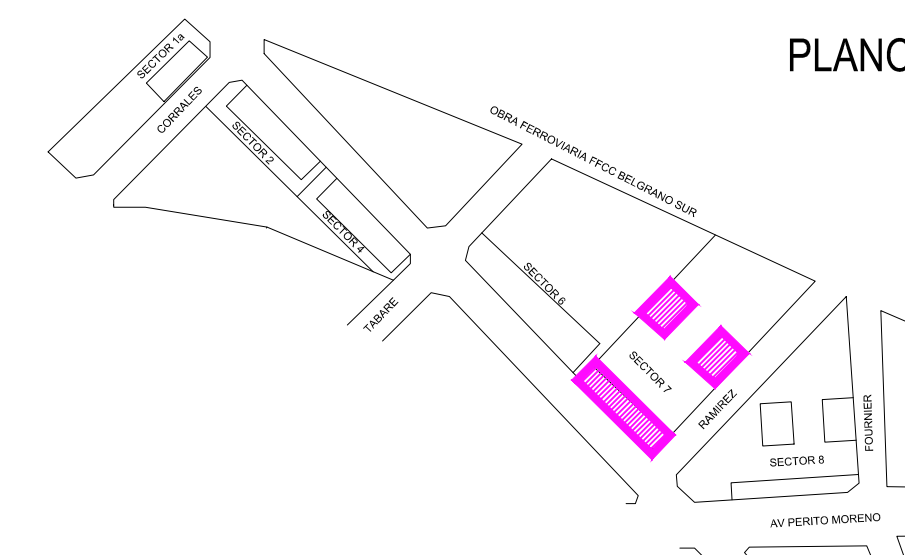 PLANO
SECTOR 1a
CORRALES
SECTOR 2
SECTOR 4
TABARE
OBRA FERROVIARIA FFCC BELGRANO SUR
SECTOR 6
SECTOR 7
RAMIREZ
SECTOR 8
FOURNIER
AV PERITO MORENO